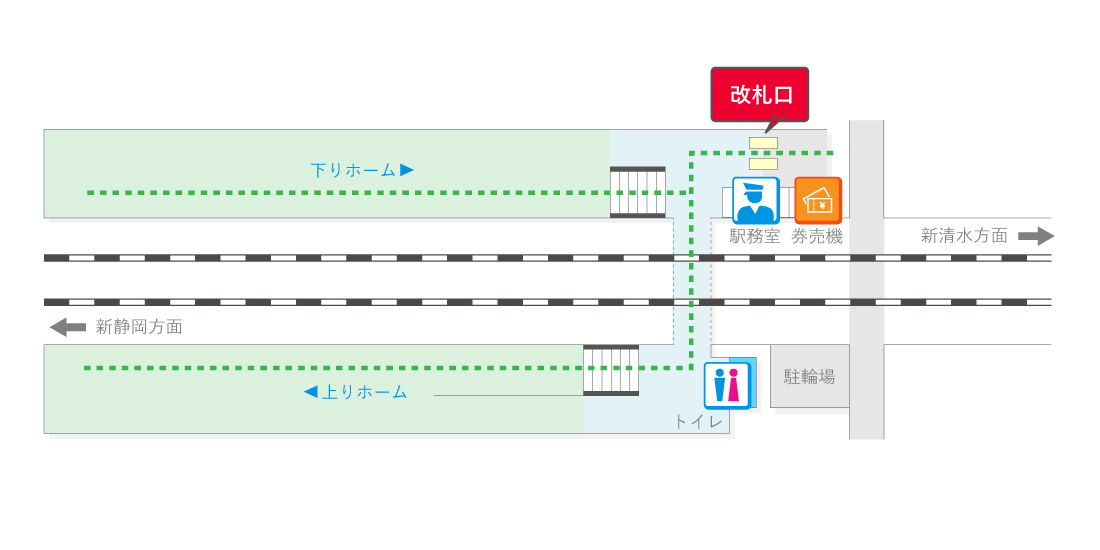 改札口
下りホーム▶
¥
駅務室
券売機
新清水方面
新静岡方面
◀上りホーム
駐輪場
トイレ